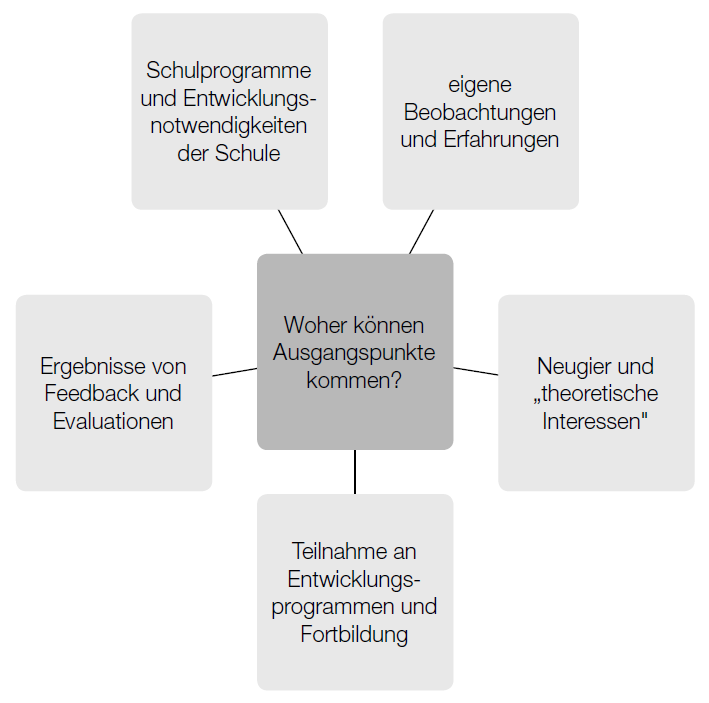 Schulprogramme
und Entwicklungs-
notwendigkeiten
der Schule
eigene
Beobachtungen
und Erfahrungen
Woher können
Ausgangspunkte
kommen?
Ergebnisse von
Feedback und
Evaluationen
Neugier und
„theoretische
Interessen"
Teilnahme an
Entwicklungs-
programmen und
Fortbildung